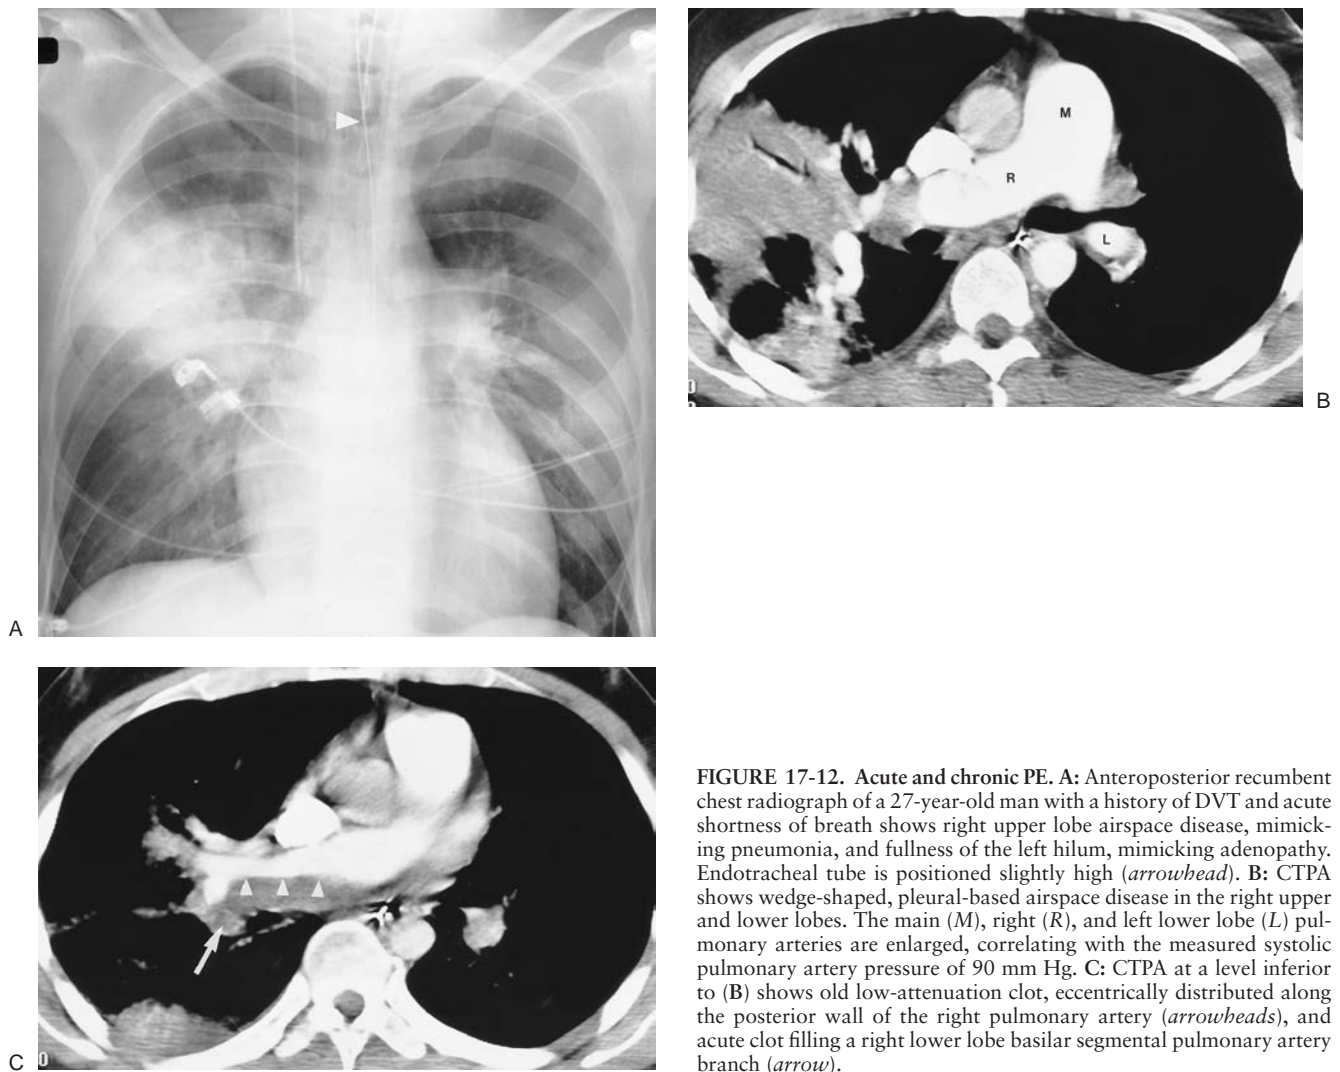 M
R
L
B
A
C
FIGURE 17-12. Acute and chronic PE. A: Anteroposterior recumbent
chest radiograph of a 27-year-old man with a history of DVT and acute
shortness of breath shows right upper lobe airspace disease, mimick-
ing pneumonia, and fullness of the left hilum, mimicking adenopathy.
Endotracheal tube is positioned slightly high (arrowhead). B: CTPA
shows wedge-shaped, pleural-based airspace disease in the right upper
and lower lobes. The main (M), right (R), and left lower lobe (L) pul-
monary arteries are enlarged, correlating with the measured systolic
pulmonary artery pressure of 90 mm Hg. C: CTPA at a level inferior
to (B) shows old low-attenuation clot, eccentrically distributed along
the posterior wall of the right pulmonary artery (arrowheads), and
acute clot filling a right lower lobe basilar segmental pulmonary artery
branch (arrow).